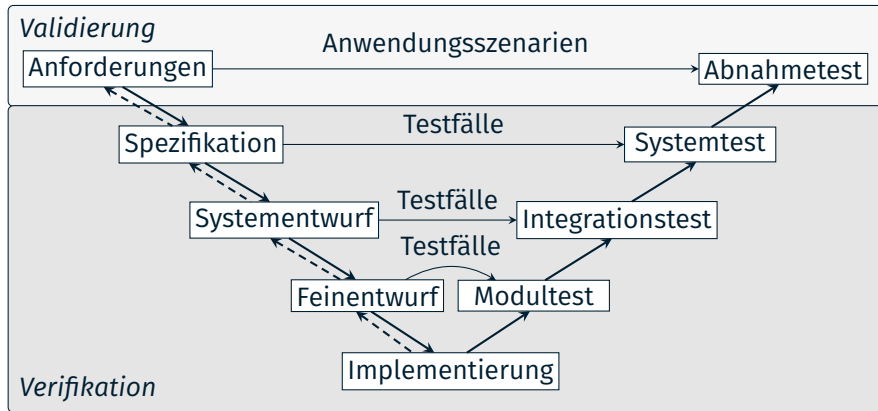 Validierung
Anwendungsszenarien
Anforderungen
Abnahmetest
Testfälle
Spezifikation
Systemtest
Testfälle
Systementwurf
Integrationstest
Testfälle
Feinentwurf
Modultest
Implementierung
Verifikation